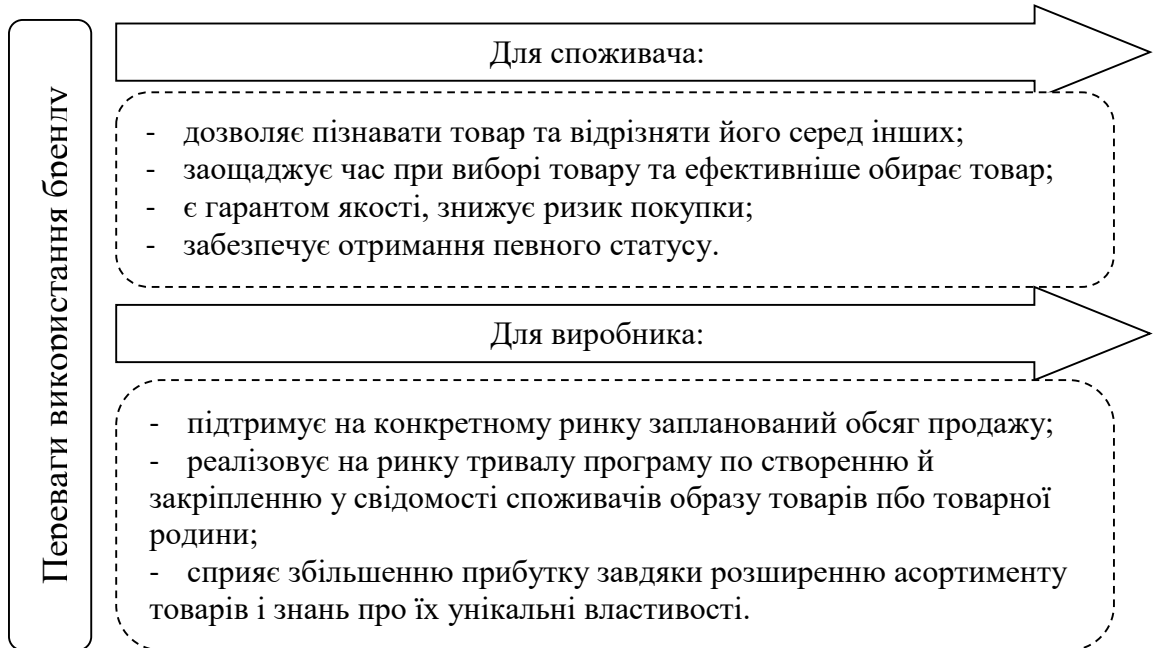 Переваги використання бренду
Для споживача:
- дозволяє пізнавати товар та відрізняти його серед інших;
- заощаджує час при виборі товару та ефективніше обирає товар;
- є гарантом якості, знижує ризик покупки;
- забезпечує отримання певного статусу.
Для виробника:
- підтримує на конкретному ринку запланований обсяг продажу;
- реалізовує на ринку тривалу програму по створенню й
закріпленню у свідомості споживачів образу товарів пбо товарної
родини;
- сприяє збільшенню прибутку завдяки розширенню асортименту
товарів і знань про їх унікальні властивості.